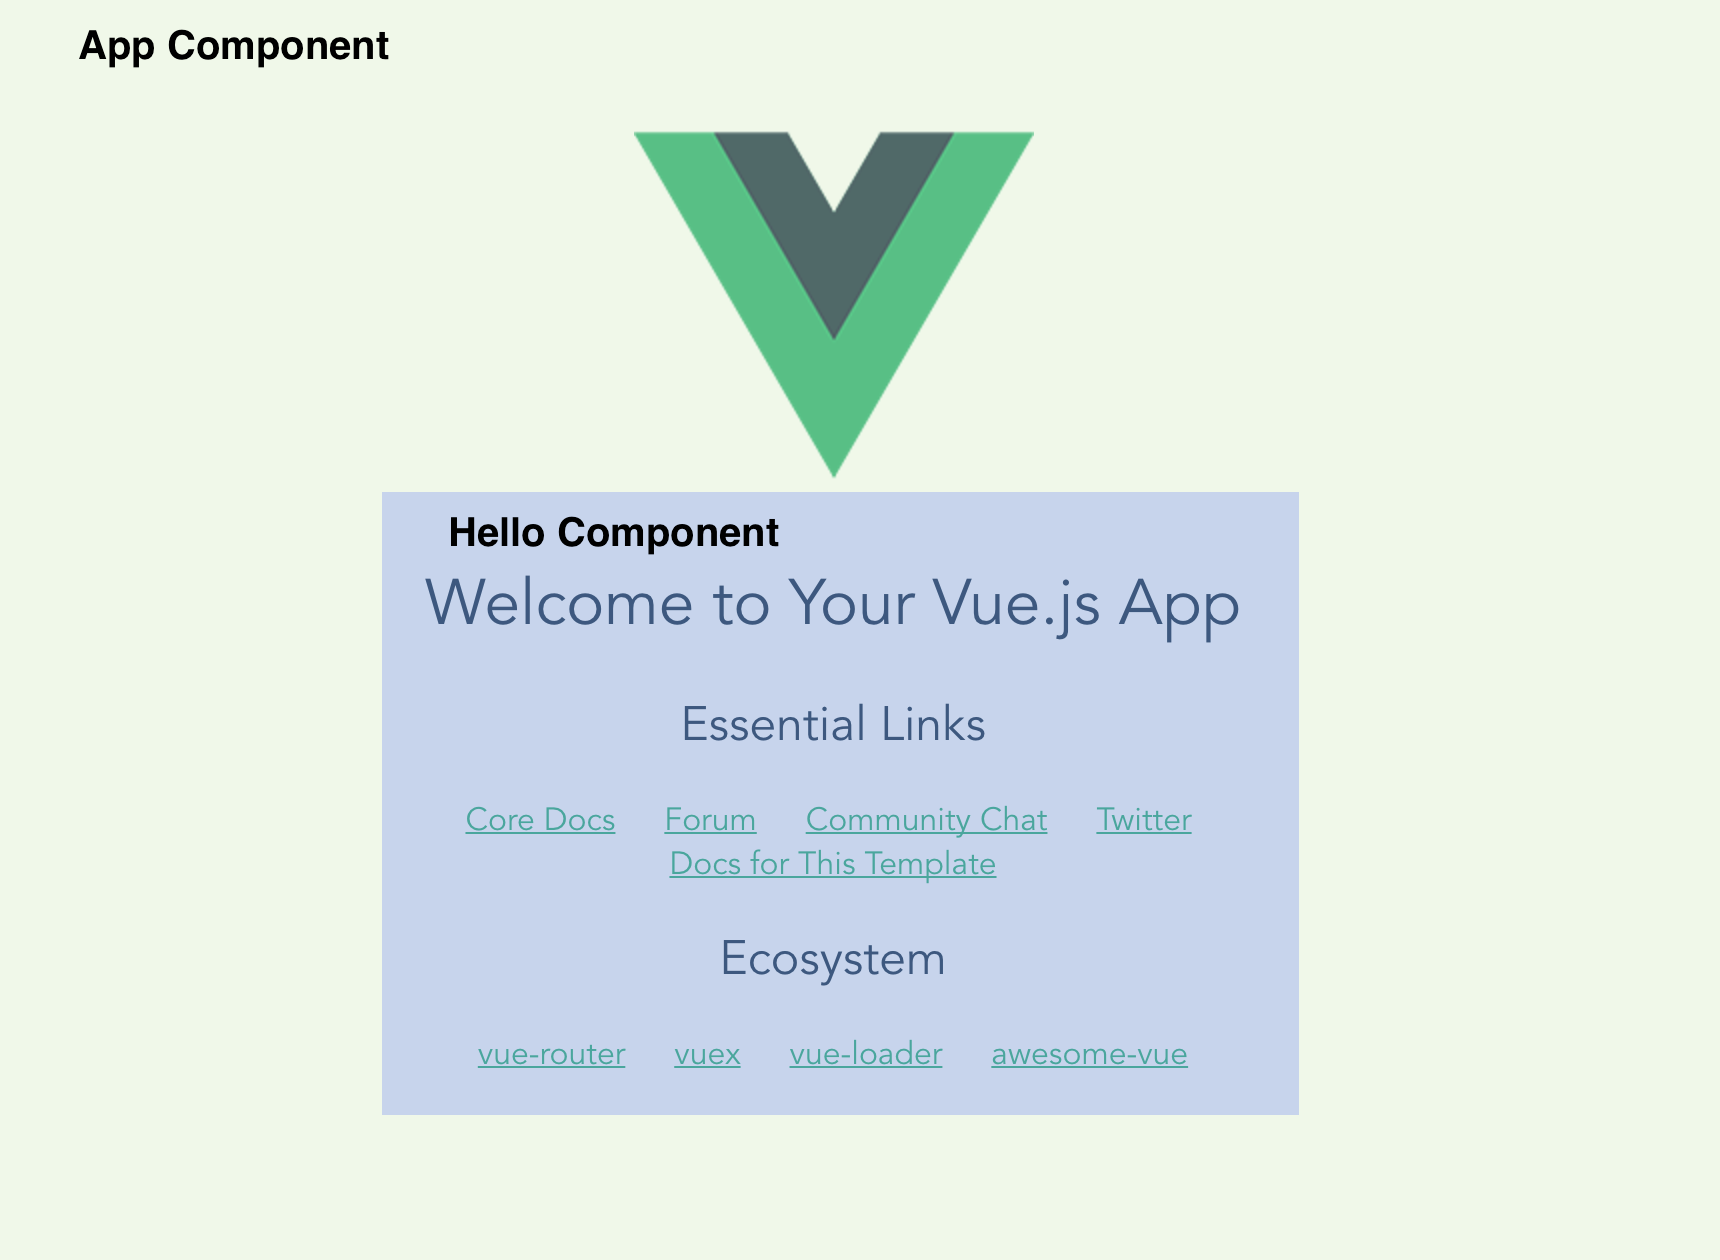 App Component
Hello Component
Welcome to Your Vue.js App
Essential Links
Core Docs Forum Community Chat Twitter
Docs for This Template
Ecosystem
vue-router vuex vue-loader awesome-vue